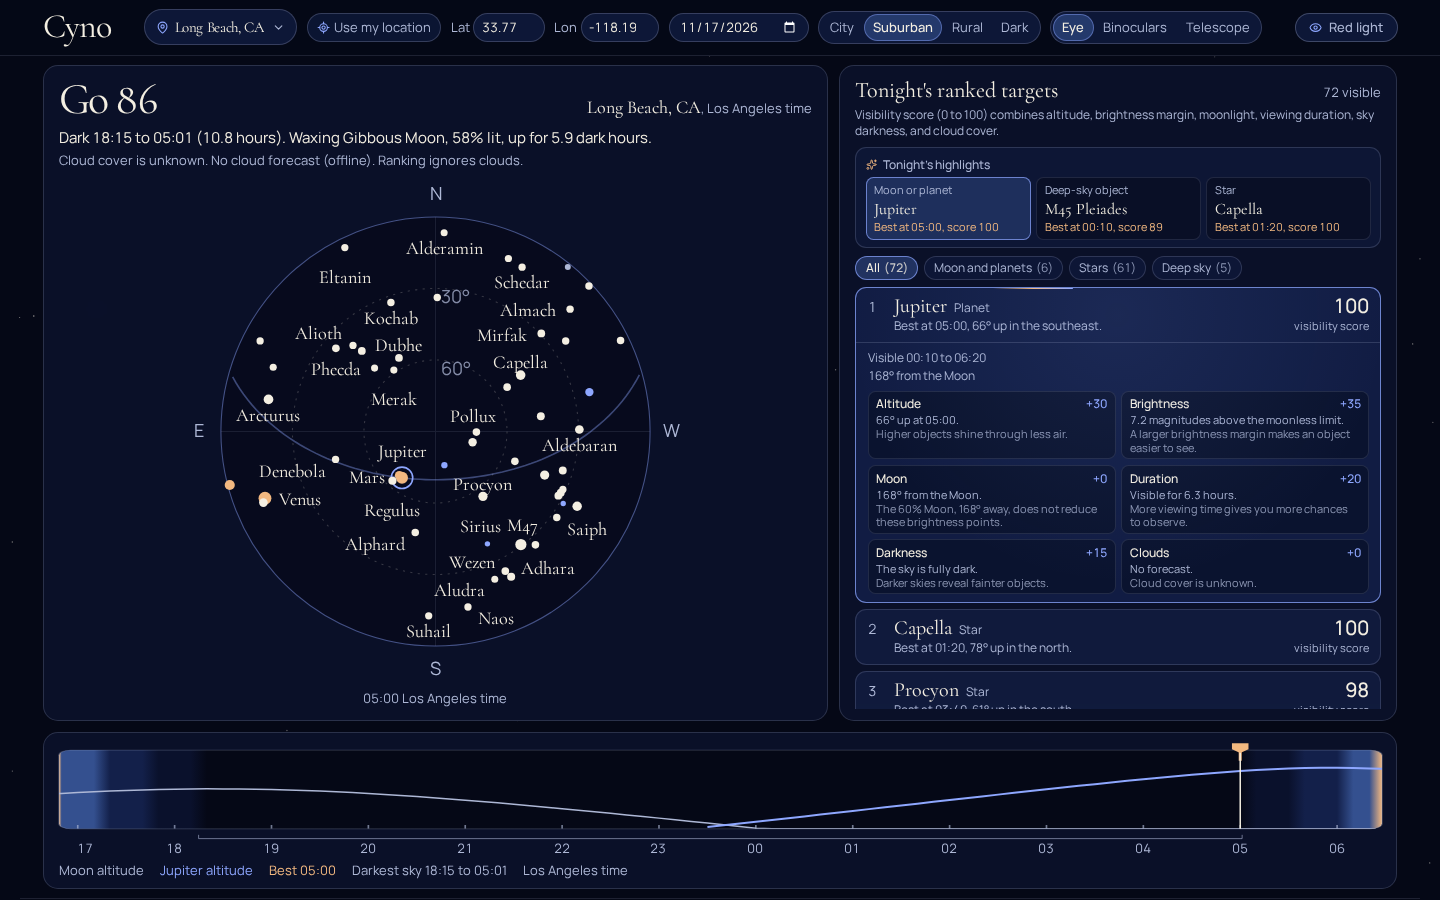 Cyno
Long Beach, CA
Use my location
Lat 33.77
Lon -118.19
11/17/2026
City Suburban Rural Dark
Eye Binoculars Telescope
Red light
Go 86
Long Beach, CA, Los Angeles time
Dark 18:15 to 05:01 (10.8 hours). Waxing Gibbous Moon, 58% lit, up for 5.9 dark hours.
Cloud cover is unknown. No cloud forecast (offline). Ranking ignores clouds.
N
Alderamin
Eltanin
Schedar
30°
Almach
Kochab
Alioth
Mirfak
Dubhe
Capella
Phecda
60°
Merak
Arcturus
Pollux
E
W
Aldebaran
Jupiter
Denebola
Mars
Procyon
Venus
Regulus
Sirius
M47
Saiph
Alphard
Wezen
Adhara
Aludra
Naos
Suhail
S
05:00 Los Angeles time
Tonight's ranked targets
72 visible
Visibility score (0 to 100) combines altitude, brightness margin, moonlight, viewing duration, sky
darkness, and cloud cover.
Tonight's highlights
Moon or planet
Jupiter
Best at 05:00, score 100
Deep-sky object
M45 Pleiades
Best at 00:10, score 89
Star
Capella
Best at 01:20, score 100
All (72)
Moon and planets (6)
Stars (61)
Deep sky (5)
1 Jupiter Planet 100
Best at 05:00, 66° up in the southeast. visibility score
Visible 00:10 to 06:20
168° from the Moon
Altitude +30
66° up at 05:00.
Higher objects shine through less air.
Brightness +35
7.2 magnitudes above the moonless limit.
A larger brightness margin makes an object
easier to see.
Moon +0
168° from the Moon.
The 60% Moon, 168° away, does not reduce
these brightness points.
Duration +20
Visible for 6.3 hours.
More viewing time gives you more chances
to observe.
Darkness +15
The sky is fully dark.
Darker skies reveal fainter objects.
Clouds +0
No forecast.
Cloud cover is unknown.
2 Capella Star 100
Best at 01:20, 78° up in the north. visibility score
3 Procyon Star 98
Best at 03:40, 61° up in the south. visibility score
17 18 19 20 21 22 23 00 01 02 03 04 05 06
Moon altitude Jupiter altitude Best 05:00 Darkest sky 18:15 to 05:01 Los Angeles time